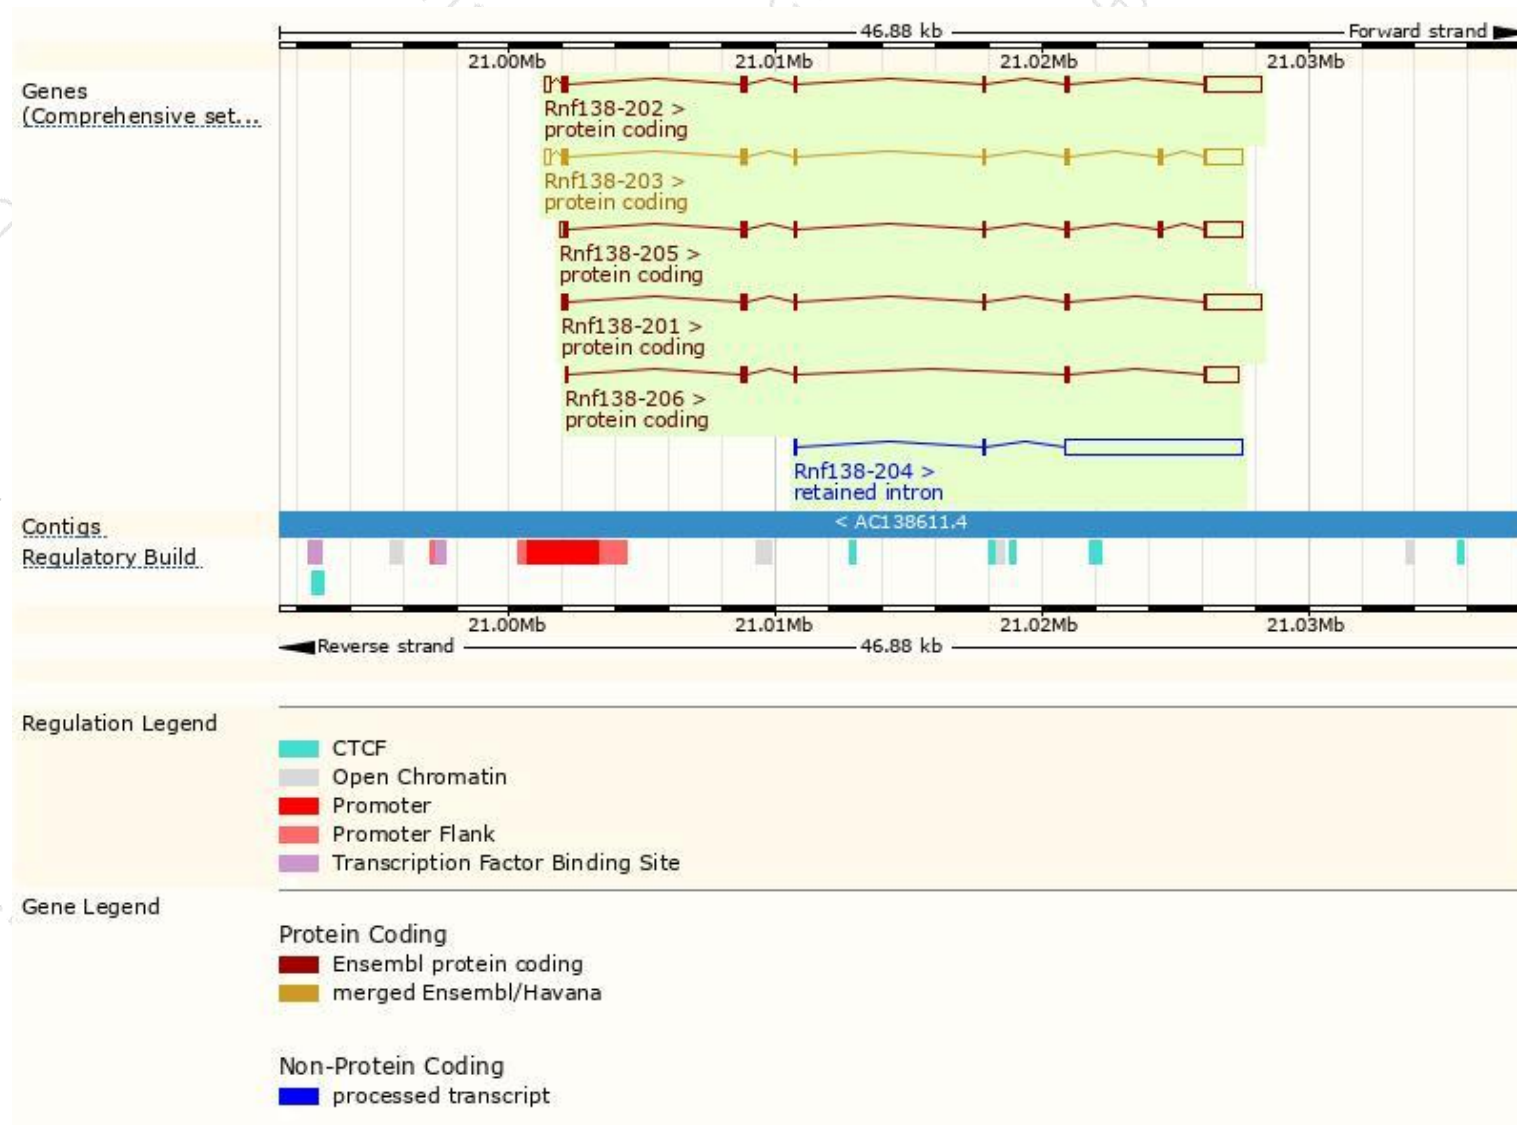 46.88 kb
Forward strand
21.00Mb 21.01Mb 21.02Mb 21.03Mb
Genes
(Comprehensive set...
Rnf138-202 >
protein coding
Rnf138-203 >
protein coding
Rnf138-205 >
protein coding
Rnf138-201 >
protein coding
Rnf138-206 >
protein coding
Rnf138-204 >
retained intron
Contigs
< AC138611.4
Regulatory Build
21.00Mb 21.01Mb 21.02Mb 21.03Mb
Reverse strand
46.88 kb
Regulation Legend
CTCF
Open Chromatin
Promoter
Promoter Flank
Transcription Factor Binding Site
Gene Legend
Protein Coding
Ensembl protein coding
merged Ensembl/Havana
Non-Protein Coding
processed transcript